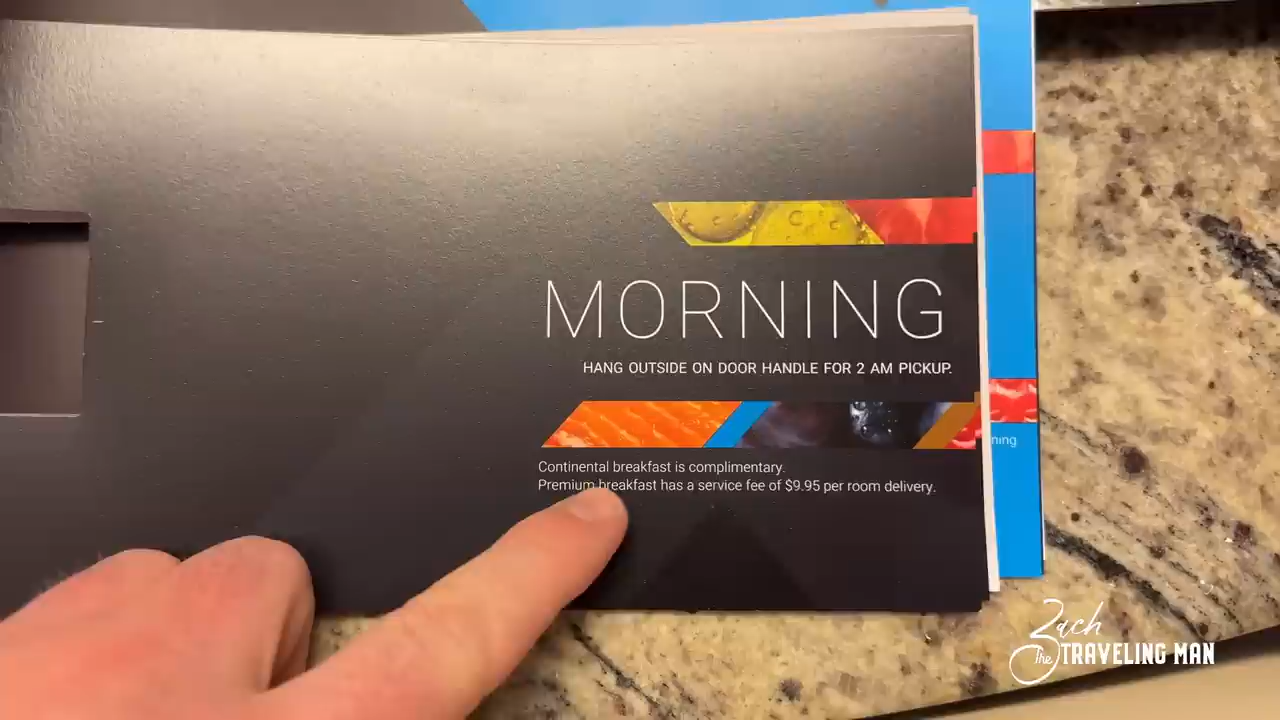 MORNING
HANG OUTSIDE ON DOOR HANDLE FOR 2 AM PICKUP.
Continental breakfast is complimentary.
Premium breakfast has a service fee of $9.95 per room delivery.
ning
Zach
The TRAVELING MAN